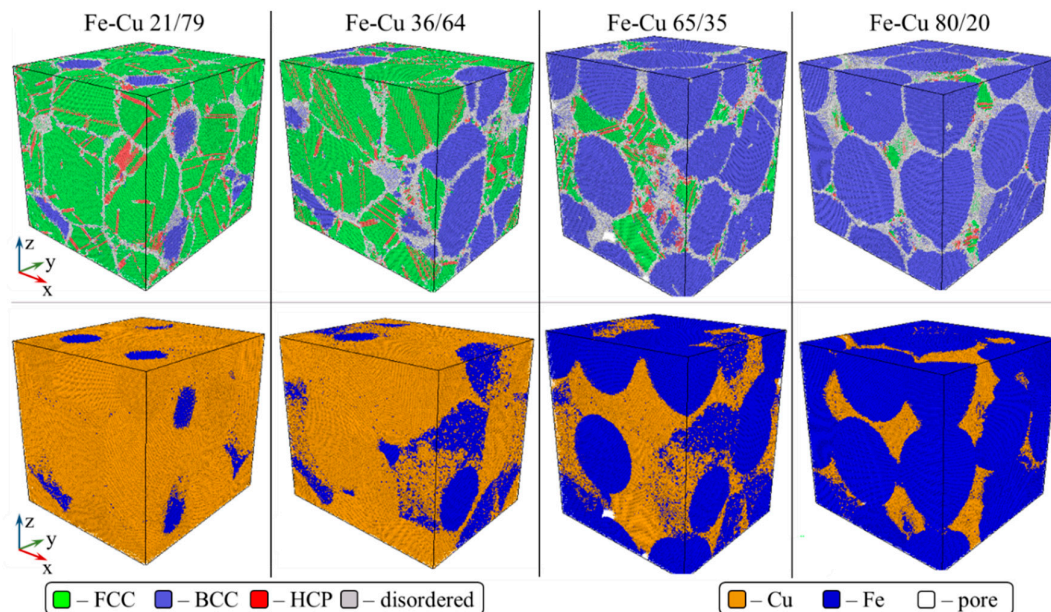 Fe-Cu 21/79 Fe-Cu 36/64 Fe-Cu 65/35 Fe-Cu 80/20
z
y
x
z
y
x
– FCC – BCC – HCP – disordered – Cu – Fe – pore